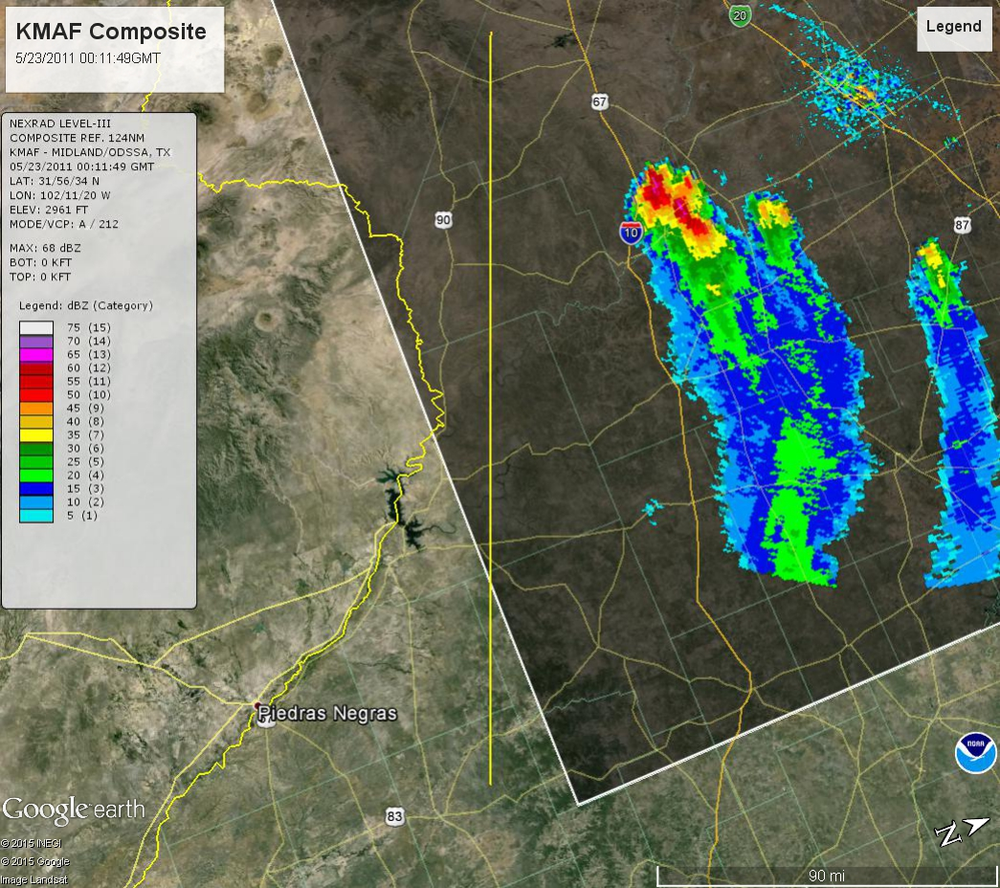 KMAF Composite
5/23/2011 00:11:49GMT
Legend
NEXRAD LEVEL-III
COMPOSITE REF. 124NM
KMAF - MIDLAND/ODSSA, TX
05/23/2011 00:11:49 GMT
LAT: 31/56/34 N
LON: 102/11/20 W
ELEV: 2961 FT
MODE/VCP: A / 212
MAX: 68 dBZ
BOT: 0 KFT
TOP: 0 KFT
Legend: dBZ (Category)
75 (15)
70 (14)
65 (13)
60 (12)
55 (11)
50 (10)
45 (9)
40 (8)
35 (7)
30 (6)
25 (5)
20 (4)
15 (3)
10 (2)
5 (1)
20
67
90
10
87
Piedras Negras
83
NOAA
Google earth
© 2015 INEGI
© 2015 Google
Image Landsat
N
90 mi